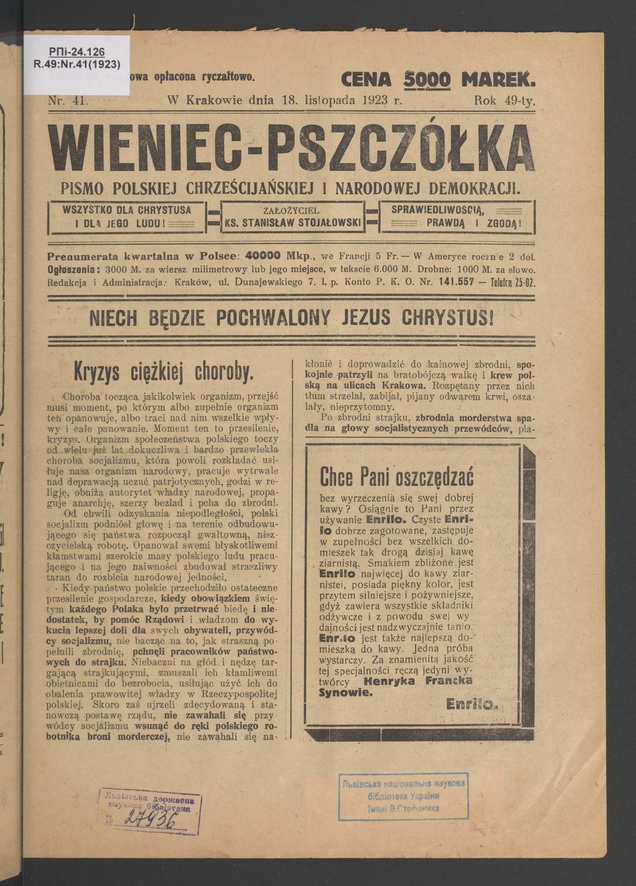 РПі-24.126
R.49:Nr.41(1923)
owa opłacona ryczałtowo.
CENA 5000 MAREK.
Nr. 41.
W Krakowie dnia 18. listopada 1923 r.
Rok 49-ty.
WIENIEC-PSZCZÓŁKA
PISMO POLSKIEJ CHRZEŚCIJAŃSKIEJ I NARODOWEJ DEMOKRACJI.
WSZYSTKO DLA CHRYSTUSA
I DLA JEGO LUDU!
ZAŁOŻYCIEL
KS. STANISŁAW STOJAŁOWSKI
SPRAWIEDLIWOSCIĄ,
PRAWDĄ I ZGODĄ!
Prenumerata kwartalna w Polsce: 40000 Mkp., we Francji 5 Fr. — W Ameryce rocznie 2 dol.
Ogłoszenia: 3000 M. za wiersz milimetrowy lub jego miejsce, w tekscie 6.000 M. Drobne: 1000 M. za słowo.
Redakcja i Administracja: Kraków, ul. Dunajewskiego 7. I. p. Konto P. K. O. Nr. 141.557 — Telefon 25-02.
NIECH BĘDZIE POCHWALONY JEZUS CHRYSTUS!
Kryzys ciężkiej choroby.
Choroba tocząca jakikolwiek organizm, przejść
musi moment, po którym albo zupełnie organizm
ten opanowuje, albo traci nad nim wszelkie wpły-
wy i całe panowanie. Moment ten to przesilenie,
kryzys. Organizm społeczeństwa polskiego toczy
od wielu już lat dokuczliwa i bardzo przewlekła
choroba socjalizmu, która powoli rozkładać usi-
łuje nasz organizm narodowy, pracuje wytrwale
nad deprawacją uczuć patrjotycznych, godzi w re-
ligję, obniża autorytet władzy narodowej, propa-
guje anarchję, szerzy bezład i pcha do zbrodni.
Od chwili odzyskania niepodległości, polski
socjalizm podniósł głowę i na terenie odbudowu-
jącego się państwa rozpoczął gwałtowną, nisz-
czycielską robotę. Opanował swemi błyskotliwemi
kłamstwami szerokie masy polskiego ludu pracu-
jącego i na jego naiwności zbudował straszliwy
taran do rozbicia narodowej jedności.
Kiedy państwo polskie przechodziło ostateczne
przesilenie gospodarcze, kiedy obowiązkiem świę-
tym każdego Polaka było przetrwać biedę i nie-
dostatek, by pomóc Rządowi i władzom do wy-
kucia lepszej doli dla swych obywateli, przywód-
cy socjalizmu, nie bacząc na to, jak straszną po-
pełnili zbrodnię, pchnęli pracowników państwo-
wych do strajku. Niebaczni na głód i nędzę tar-
gającą strajkującymi, zmuszali ich kłamliwemi
obietnicami do bezrobocia, usiłując użyć ich do
obalenia prawowitej władzy w Rzeczypospolitej
polskiej. Skoro zaś ujrzeli zdecydowaną i sta-
nowczą postawę rządu, nie zawahali się przy
wódcy socjalizmu wsunąć do ręki polskiego ro-
botnika broni morderczej, nie zawahali się na-
kłonić i doprowadzić do kainowej zbrodni, spo-
kojnie patrzyli na bratobójczą walkę i krew pol-
ską na ulicach Krakowa. Rozpętany przez nich
tłum strzelał, zabijał, pijany odwarem krwi, osza-
lały, nieprzytomny.
Po zbrodni strajku, zbrodnia morderstwa spa-
dła na głowy socjalistycznych przewódców, pla-
Chce Pani oszczędzać
bez wyrzeczenia się swej dobrej
kawy? Osiągnie to Pani przez
używanie Enrilo. Czyste Enri-
lo dobrze zagotowane, zastępuje
w zupełności bez wszelkich do-
mieszek tak drogą dzisiaj kawę
ziarnistą. Smakiem zbliżone jest
Enrilo najwięcej do kawy ziar-
nistej, posiada piękny kolor, jest
przytem silniejsze i pożywniejsze,
gdyż zawiera wszystkie składniki
odżywcze i z powodu swej wy
dajności jest nadzwyczajnie tanio.
Enrilo jest także najlepszą do-
mieszką do kawy. Jedna próba
wystarczy. Za znamienitą jakość
tej specjalności ręczą jedyni wy-
twórcy Henryka Francka
Synowie.
Enrilo.
Львівська державна
наукова бібліотека
27936
Львівська національна наукова
бібліотека України
імені В.Стефаника